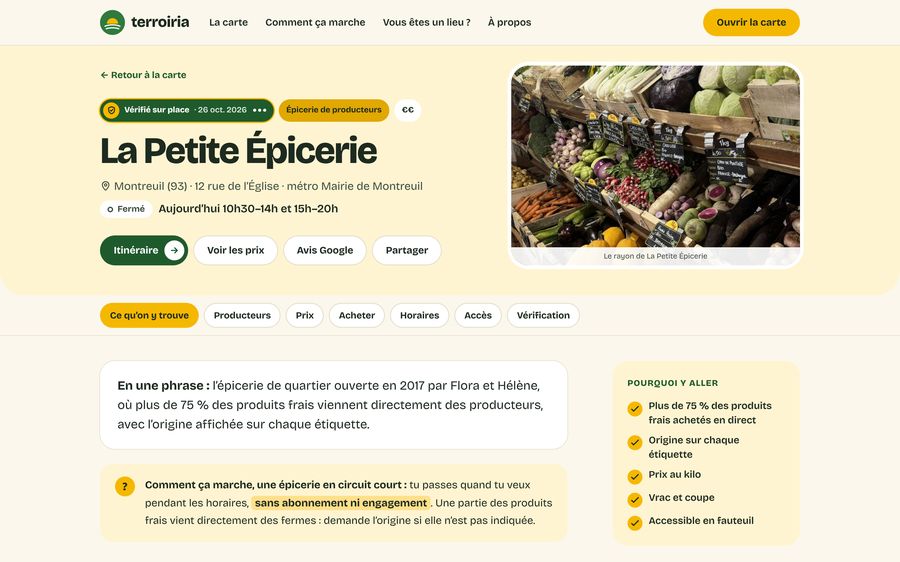 terroiria
La carte
Comment ça marche
Vous êtes un lieu ?
À propos
Ouvrir la carte
← Retour à la carte
Vérifié sur place · 26 oct. 2026
Épicerie de producteurs
€€
La Petite Épicerie
Montreuil (93) · 12 rue de l'Église · métro Mairie de Montreuil
Fermé
Aujourd'hui 10h30–14h et 15h–20h
Itinéraire →
Voir les prix
Avis Google
Partager
1kg
Le rayon de La Petite Épicerie
Ce qu'on y trouve
Producteurs
Prix
Acheter
Horaires
Accès
Vérification
En une phrase : l'épicerie de quartier ouverte en 2017 par Flora et Hélène,
où plus de 75 % des produits frais viennent directement des producteurs,
avec l'origine affichée sur chaque étiquette.
?
Comment ça marche, une épicerie en circuit court : tu passes quand tu veux
pendant les horaires, sans abonnement ni engagement . Une partie des produits
frais vient directement des fermes : demande l'origine si elle n'est pas indiquée.
POURQUOI Y ALLER
Plus de 75 % des produits
frais achetés en direct
Origine sur chaque
étiquette
Prix au kilo
Vrac et coupe
Accessible en fauteuil